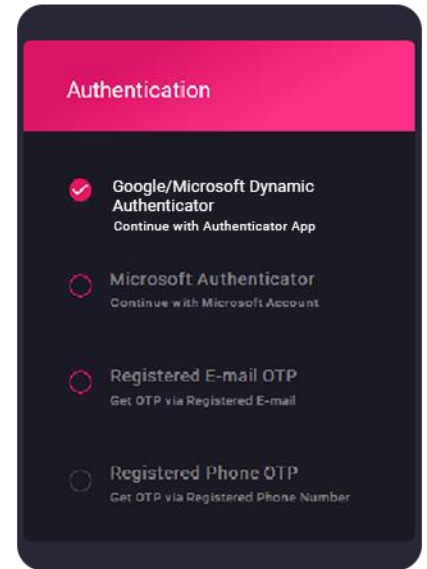 Authentication
Google/Microsoft Dynamic
Authenticator
Continue with Authenticator App
Microsoft Authenticator
Continue with Microsoft Account
Registered E-mail OTP
Get OTP via Registered E-mail
Registered Phone OTP
Get OTP via Registered Phone Number